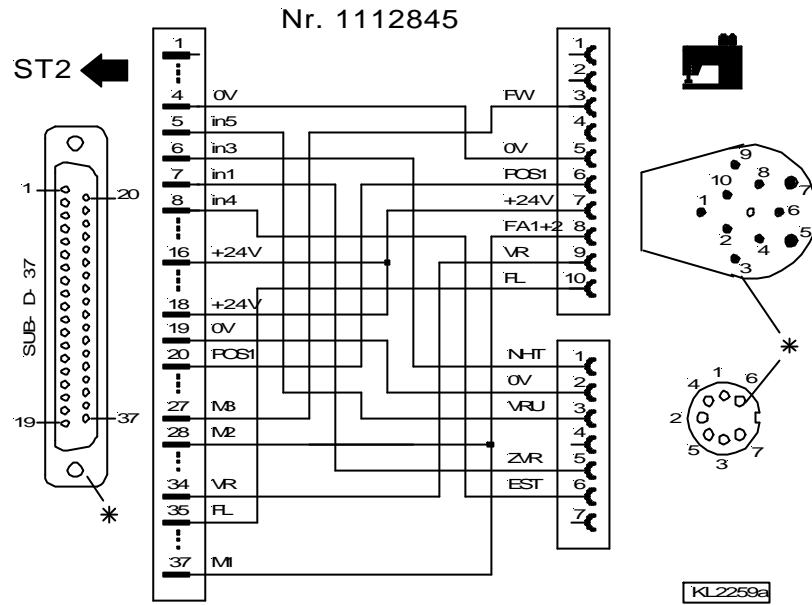 Nr. 1112845
ST2
1
4 0V
5 in5
6 in3
7 in1
8 in4
16 +24V
18 +24V
19 0V
20 POS1
27 M3
28 M2
34 VR
35 FL
37 M1
1
2
FW 3
4
0V 5
POS1 6
+24V 7
FA1+2 8
VR 9
FL 10
NHT 1
0V 2
VRU 3
4
ZVR 5
EST 6
7
1 20
SUB-D-37
19 37
9
10 8 7
1 6
2 4 5
3
*
1
4 6
2
5 7
3
*
KL2259a